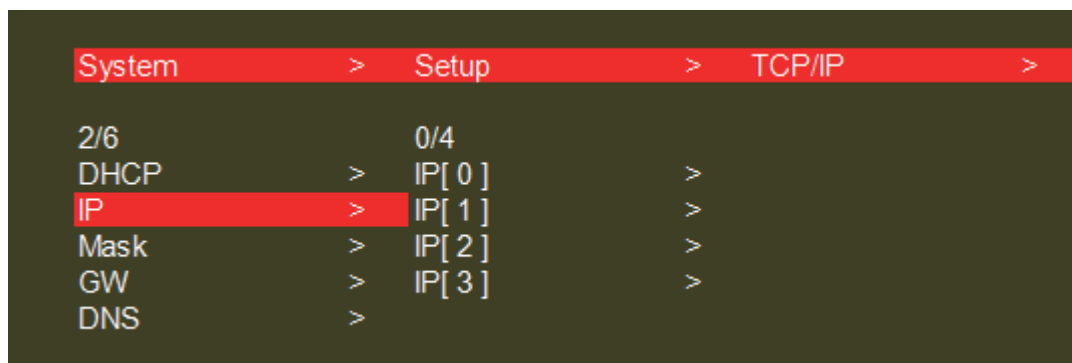 System > Setup > TCP/IP >
2/6 0/4
DHCP > IP[ 0 ] >
IP > IP[ 1 ] >
Mask > IP[ 2 ] >
GW > IP[ 3 ] >
DNS >